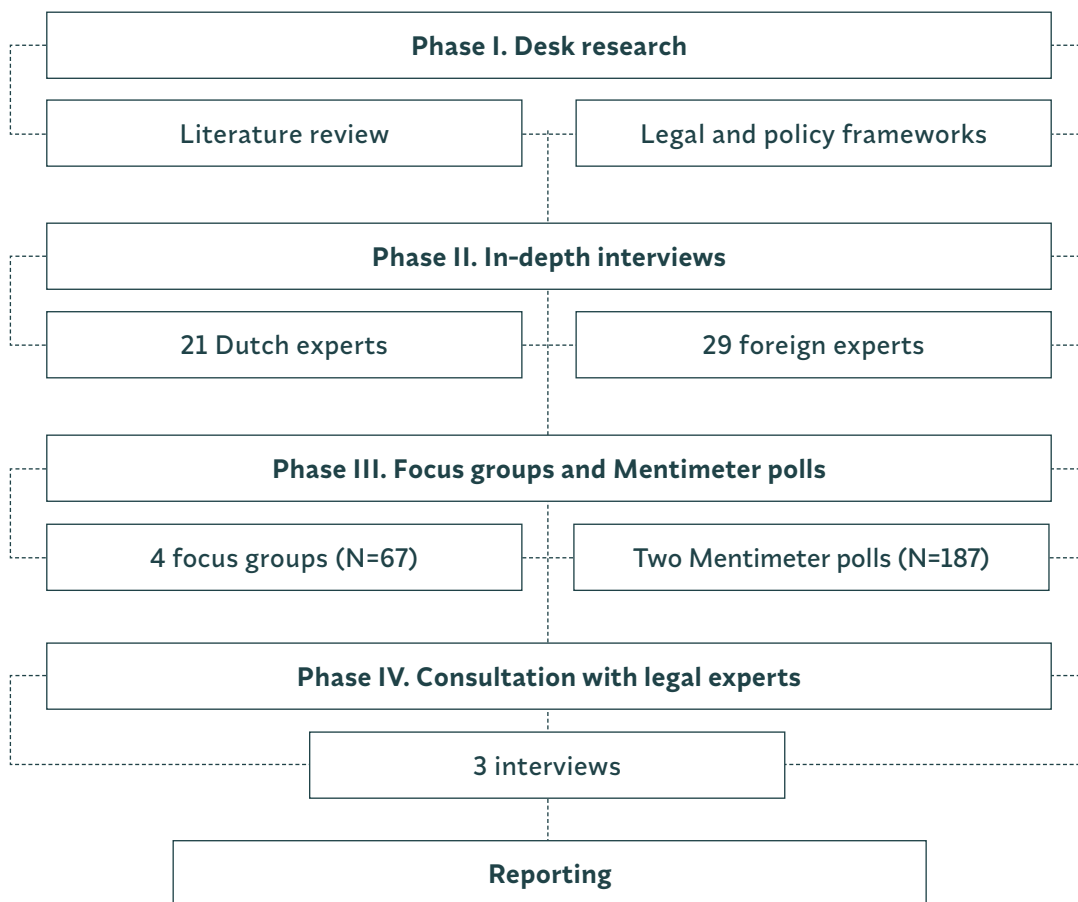 Phase I. Desk research
Literature review
Legal and policy frameworks
Phase II. In-depth interviews
21 Dutch experts
29 foreign experts
Phase III. Focus groups and Mentimeter polls
4 focus groups (N=67)
Two Mentimeter polls (N=187)
Phase IV. Consultation with legal experts
3 interviews
Reporting